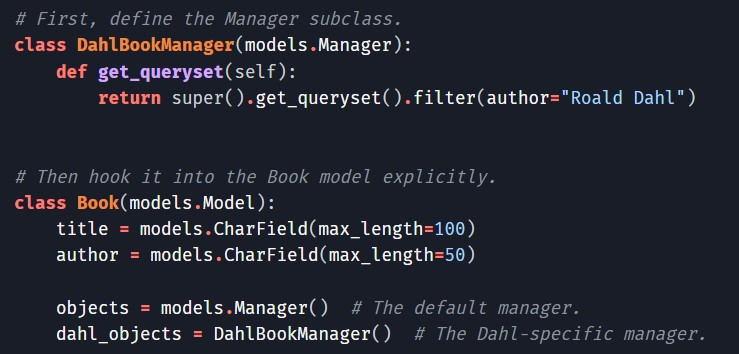 # First, define the Manager subclass.
class DahlBookManager(models.Manager):
    def get_queryset(self):
        return super().get_queryset().filter(author="Roald Dahl")
# Then hook it into the Book model explicitly.
class Book(models.Model):
    title = models.CharField(max_length=100)
    author = models.CharField(max_length=50)
    objects = models.Manager()  # The default manager.
    dahl_objects = DahlBookManager()  # The Dahl-specific manager.